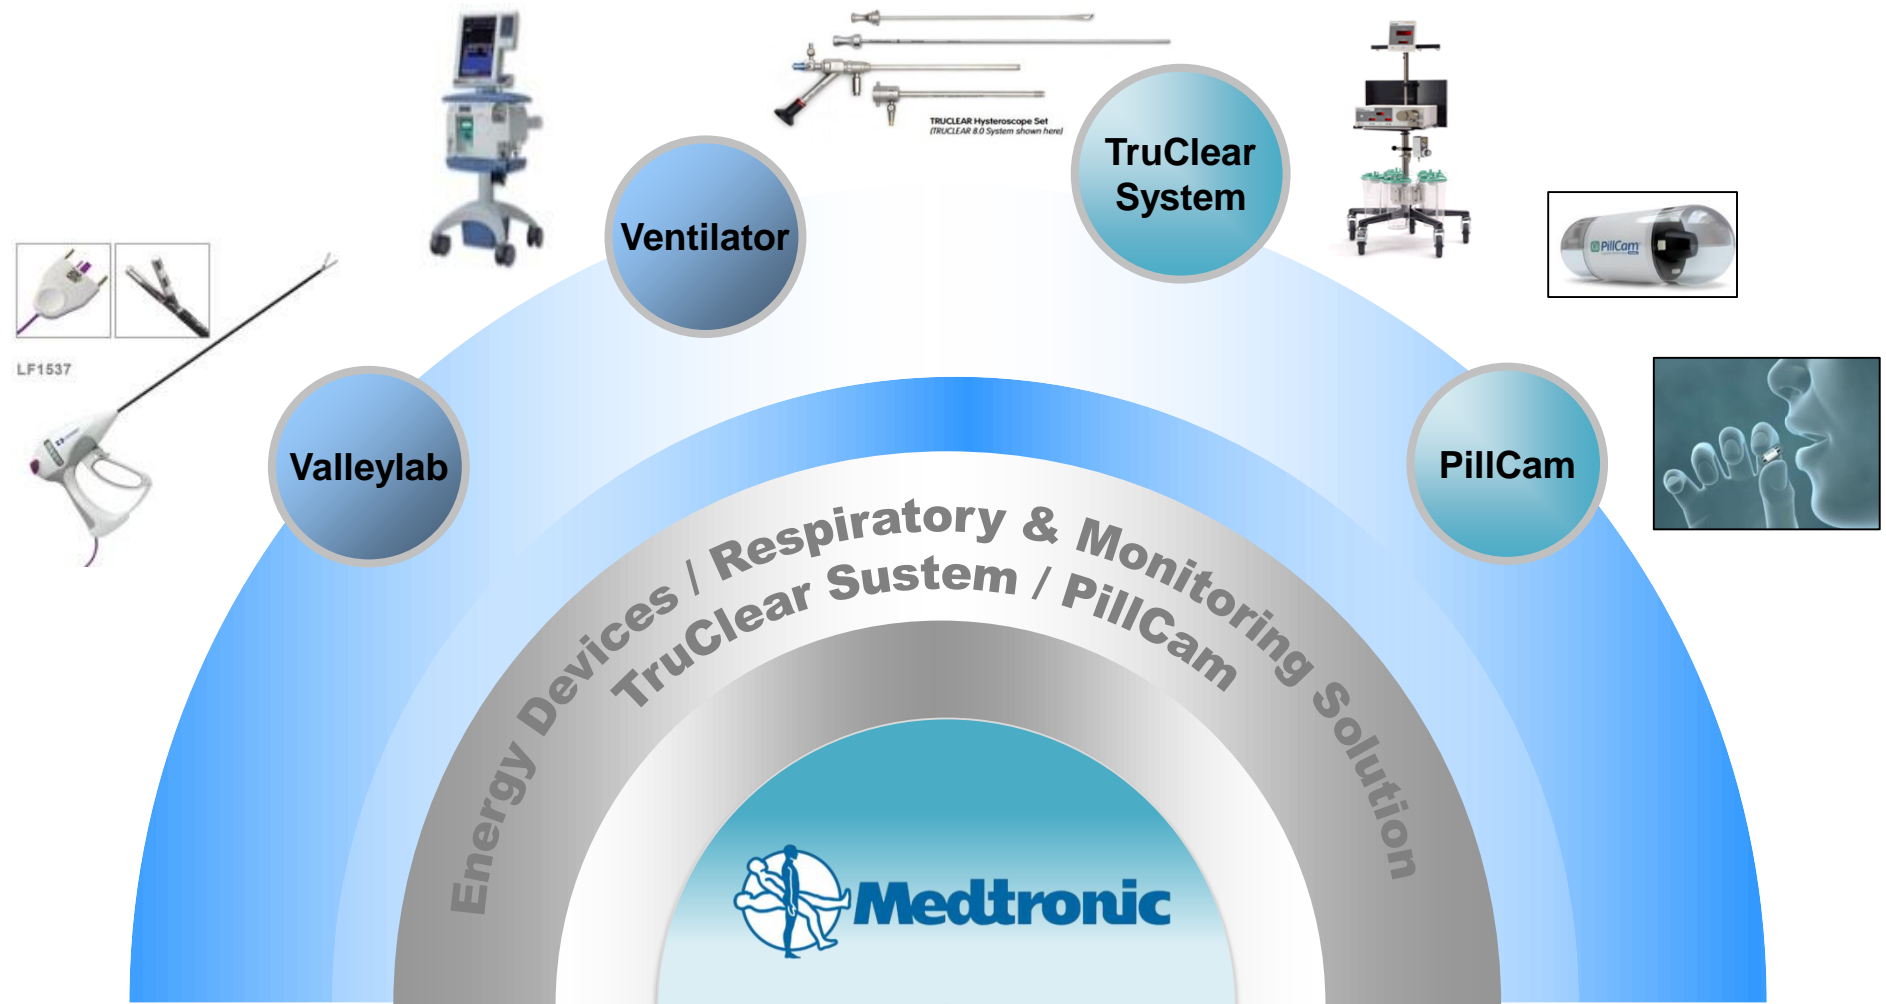 TRUCLEAR Hysteroscope Set
(TRUCLEAR 8.0 System shown here)
TruClear
System
Ventilator
PillCam
LF1537
Valleylab
PillCam
Energy Devices / Respiratory & Monitoring Solution
TruClear Sustem / PillCam
Medtronic